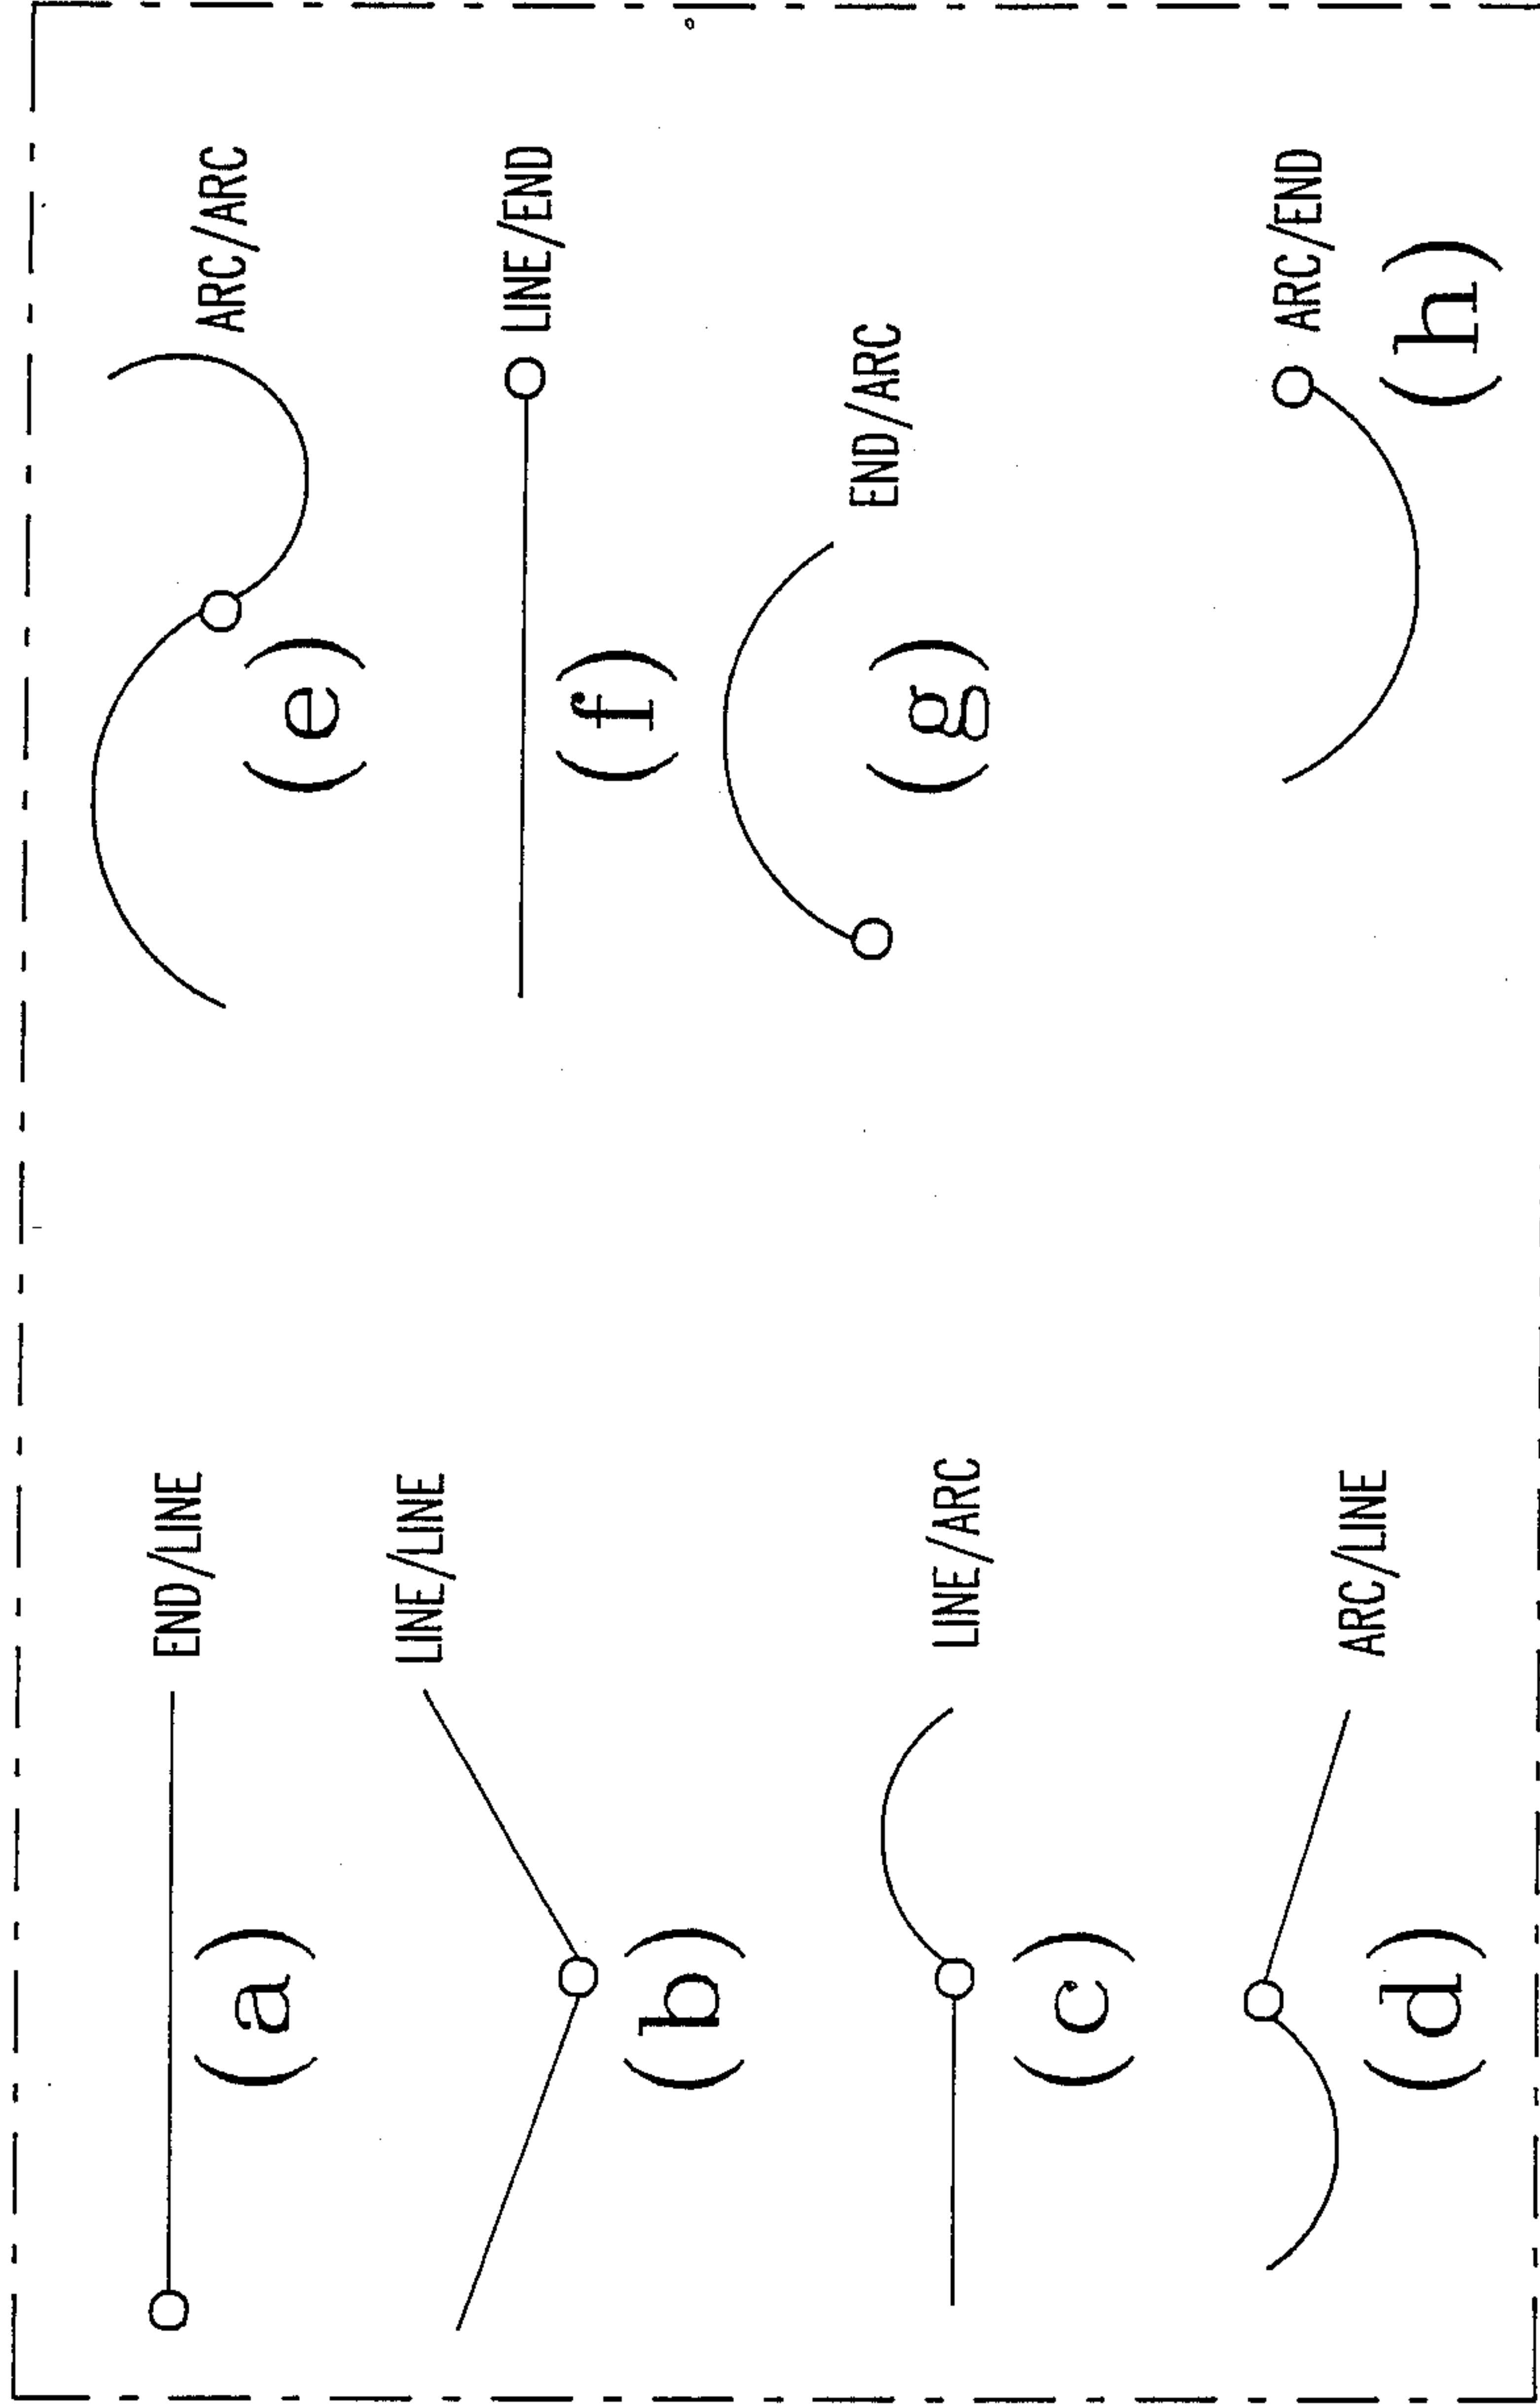 END/LINE
(a)
LINE/LINE
(b)
LINE/ARC
(c)
ARC/LINE
(d)
ARC/ARC
(e)
LINE/END
(f)
END/ARC
(g)
ARC/END
(h)